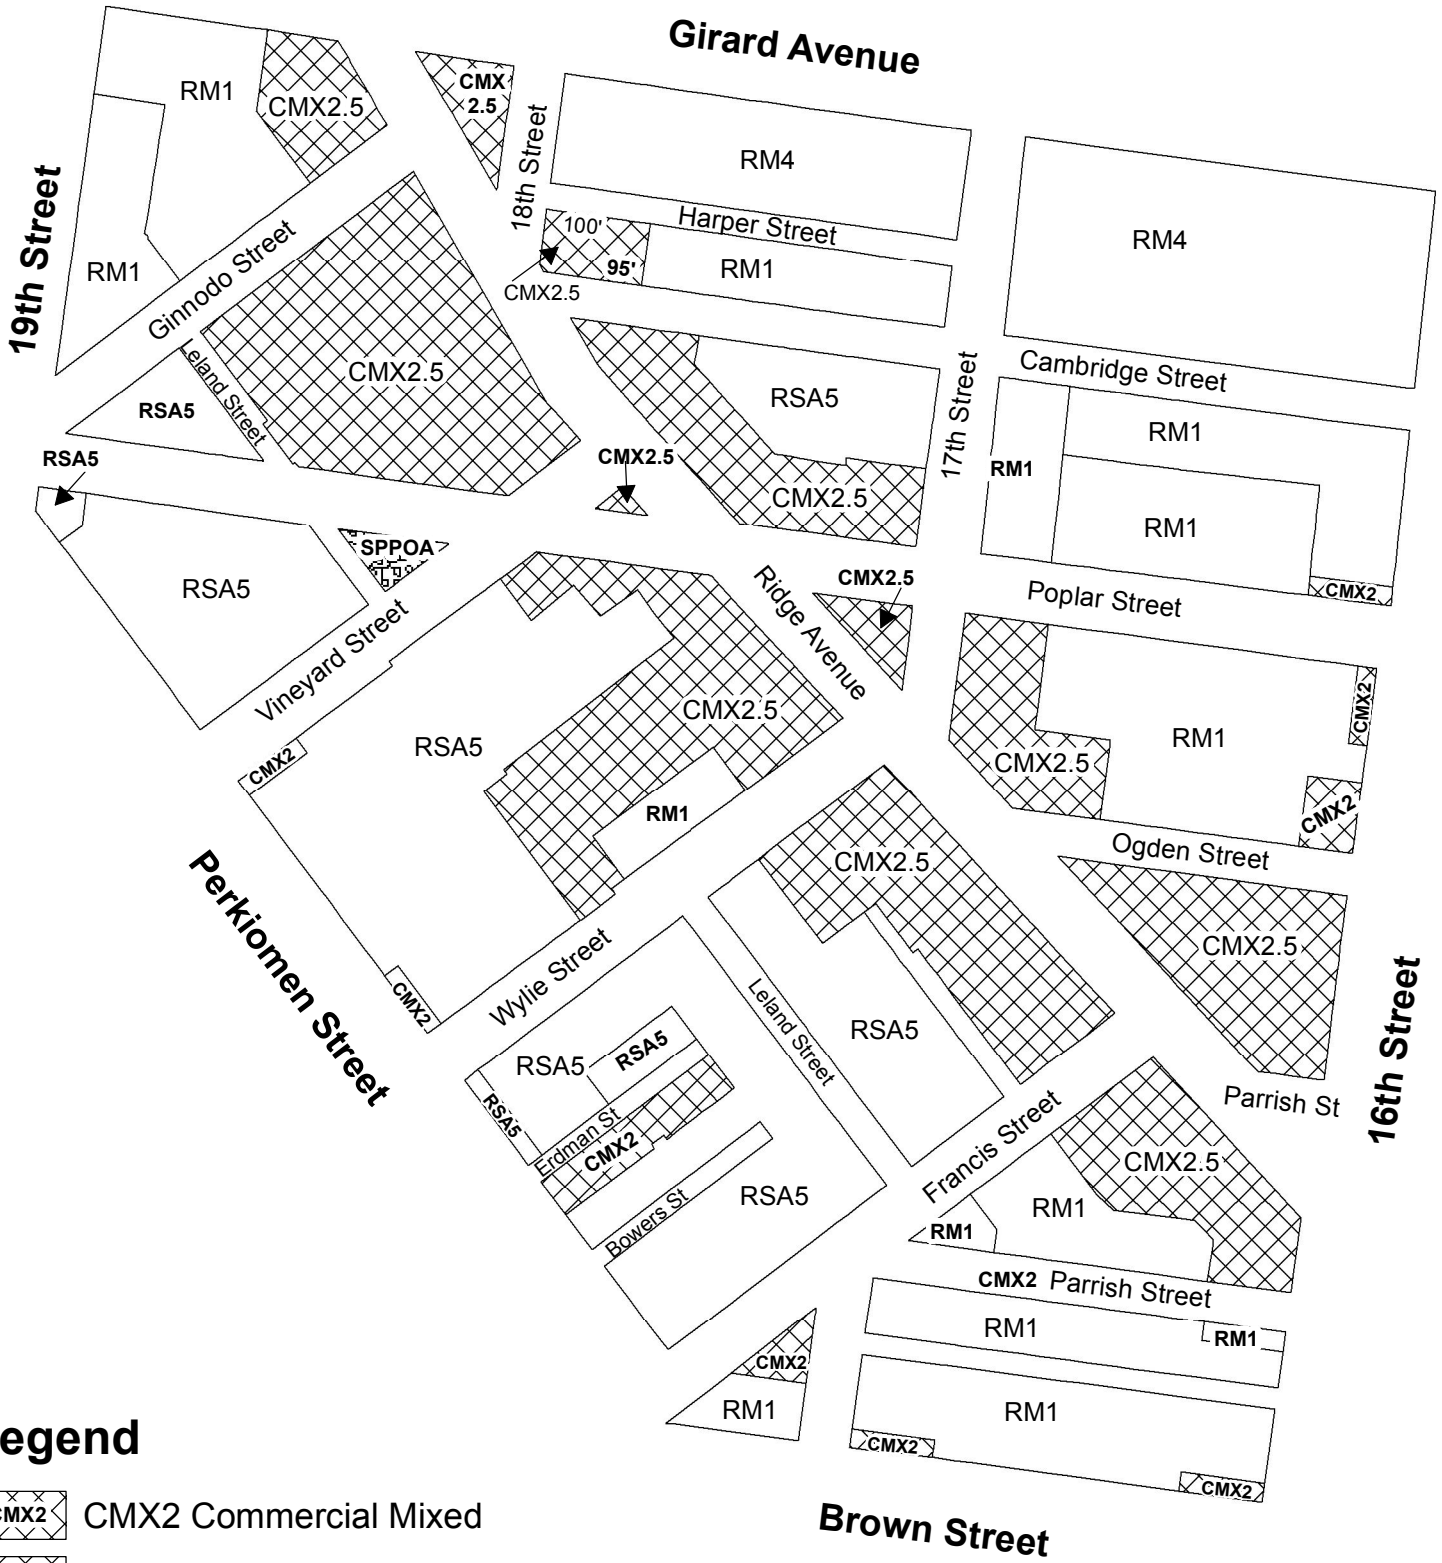 Girard Avenue
RM1
CMX2.5
CMX
2.5
18th Street
RM4
RM4
19th Street
RM1
Ginnodo Street
100'
Harper Street
95'
RM1
CMX2.5
Leland Street
RSA5
CMX2.5
RSA5
17th Street
Cambridge Street
RM1
RM1
RM1
RSA5
CMX2.5
CMX2.5
SPPOA
RSA5
Vineyard Street
Ridge Avenue
CMX2.5
Poplar Street
CMX2
CMX2.5
RSA5
CMX2
CMX2.5
RM1
CMX2
CMX2
RM1
Ogden Street
CMX2.5
CMX2.5
Perkiomen Street
CMX2
Wylie Street
Leland Street
RSA5
16th Street
RSA5
RSA5
RSA5
Erdman St
CMX2
Bowers St
RSA5
Francis Street
Parrish St
CMX2.5
RM1
RM1
CMX2 Parrish Street
RM1
RM1
CMX2
RM1
RM1
CMX2
CMX2
Brown Street
egend
CMX2 CMX2 Commercial Mixed